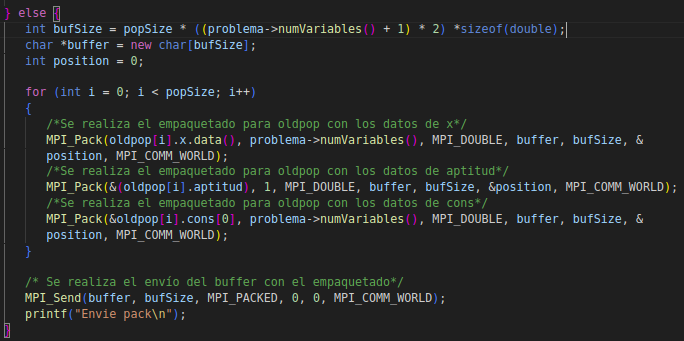 } else {
int bufSize = popSize * ((problema->numVariables() + 1) * 2) *sizeof(double);
char *buffer = new char[bufSize];
int position = 0;
for (int i = 0; i < popSize; i++)
{
/*Se realiza el empaquetado para oldpop con los datos de x*/
MPI_Pack(oldpop[i].x.data(), problema->numVariables(), MPI_DOUBLE, buffer, bufSize, &
position, MPI_COMM_WORLD);
/*Se realiza el empaquetado para oldpop con los datos de aptitud*/
MPI_Pack(&(oldpop[i].aptitud), 1, MPI_DOUBLE, buffer, bufSize, &position, MPI_COMM_WORLD);
/*Se realiza el empaquetado para oldpop con los datos de cons*/
MPI_Pack(&oldpop[i].cons[0], problema->numVariables(), MPI_DOUBLE, buffer, bufSize, &
position, MPI_COMM_WORLD);
}
/* Se realiza el envío del buffer con el empaquetado*/
MPI_Send(buffer, bufSize, MPI_PACKED, 0, 0, MPI_COMM_WORLD);
printf("Envie pack\n");
}